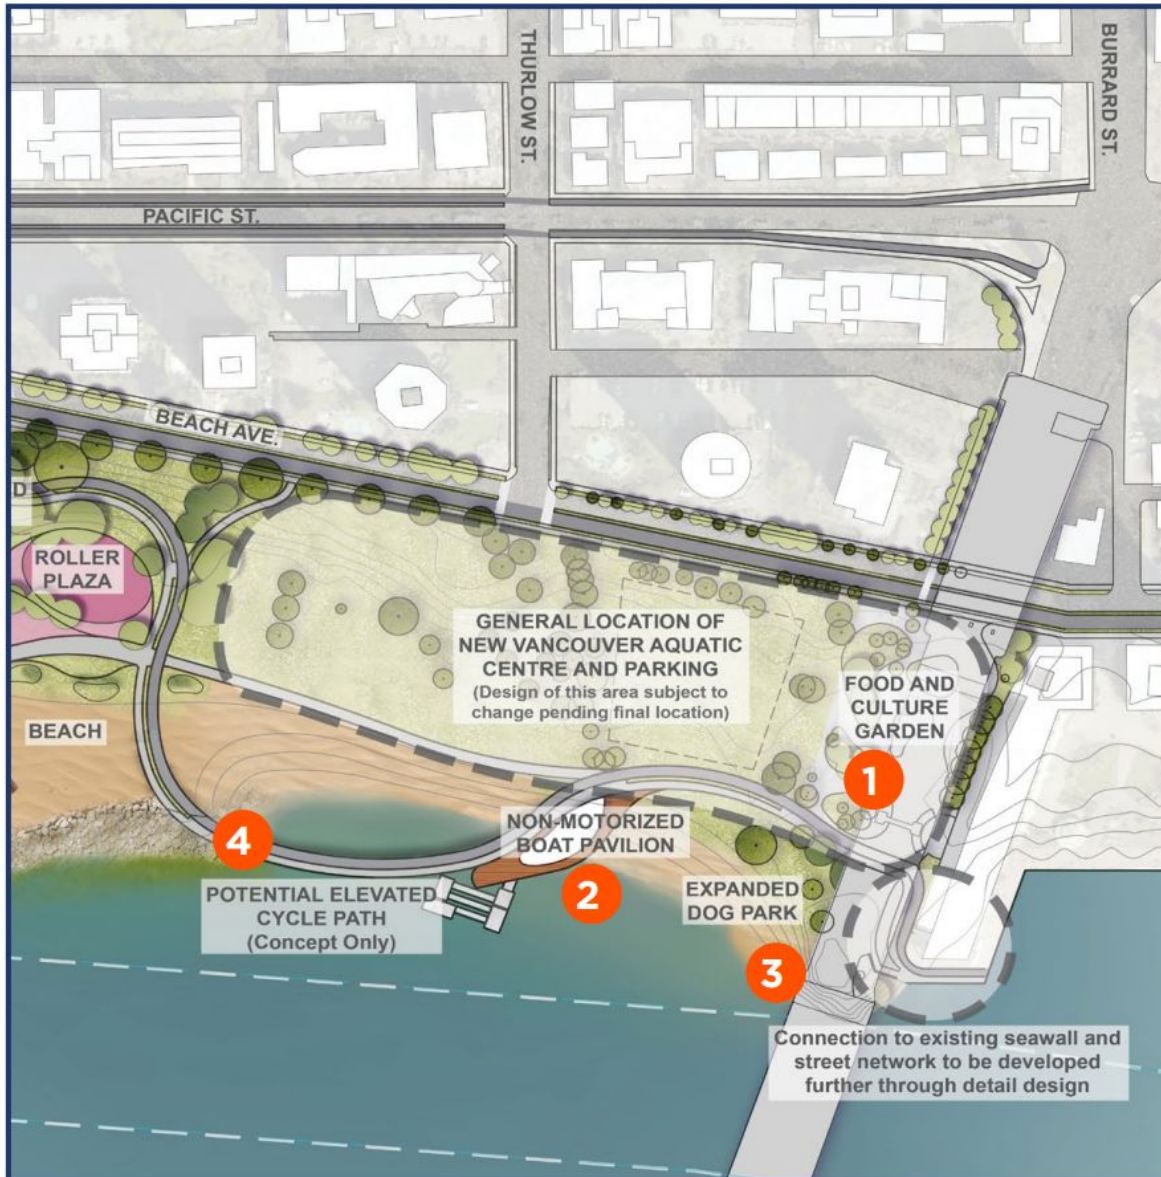 THURLOW ST.
BURRARD ST.
PACIFIC ST.
BEACH AVE.
D
ROLLER
PLAZA
GENERAL LOCATION OF
NEW VANCOUVER AQUATIC
CENTRE AND PARKING
(Design of this area subject to
change pending final location)
FOOD AND
CULTURE
GARDEN
1
BEACH
4
NON-MOTORIZED
BOAT PAVILION
2
POTENTIAL ELEVATED
CYCLE PATH
(Concept Only)
EXPANDED
DOG PARK
3
Connection to existing seawall and
street network to be developed
further through detail design